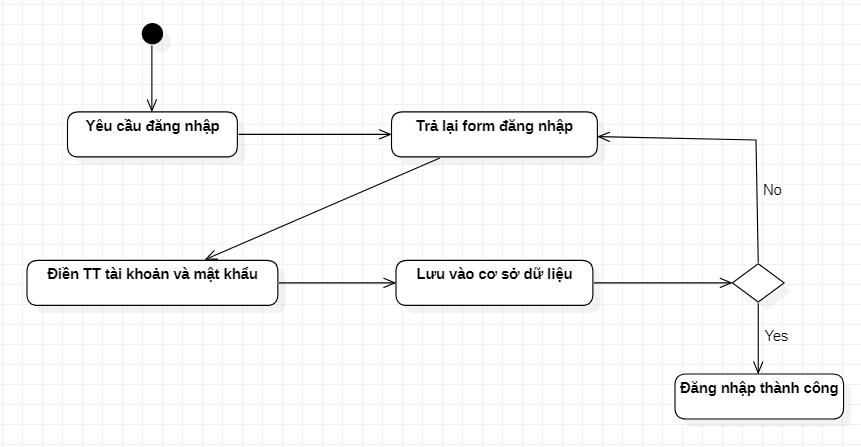 Yêu cầu đăng nhập
Trả lại form đăng nhập
No
Điền TT tài khoản và mật khẩu
Lưu vào cơ sở dữ liệu
Yes
Đăng nhập thành công